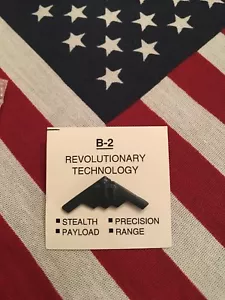 B-2
REVOLUTIONARY
TECHNOLOGY
▪ STEALTH ▪ PRECISION
▪ PAYLOAD ▪ RANGE